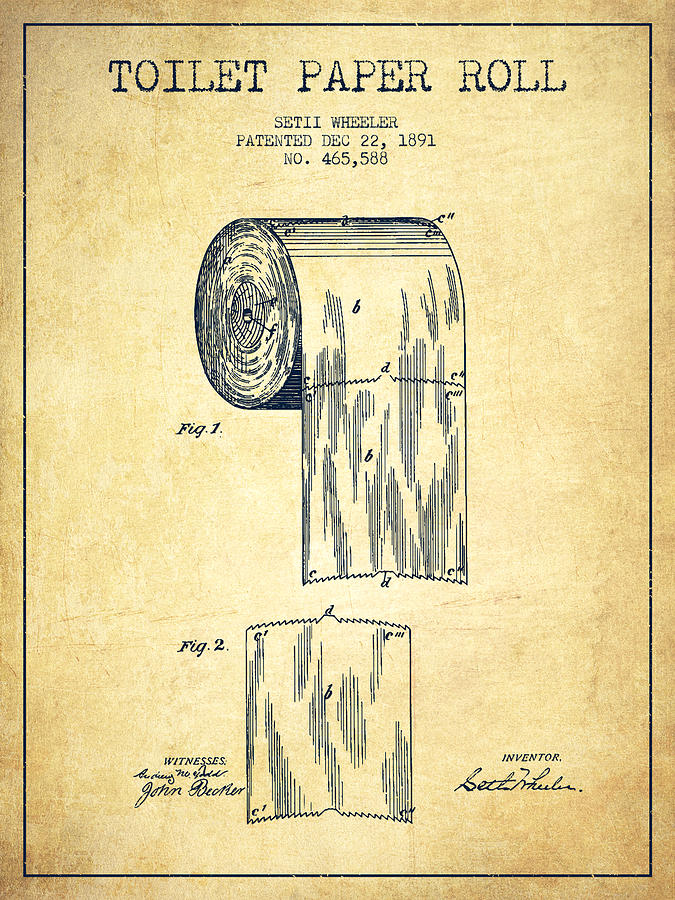 TOILET PAPER ROLL
SETII WHEELER
PATENTED DEC 22, 1891
NO. 465,588
d c''
c' c'''
a
b
e
f
c d c''
c' c'''
Fig.1.
b
c d c''
d
c' c'''
Fig.2.
b
WITNESSES:
John Becker
INVENTOR,
Seth Wheeler.
c' c''